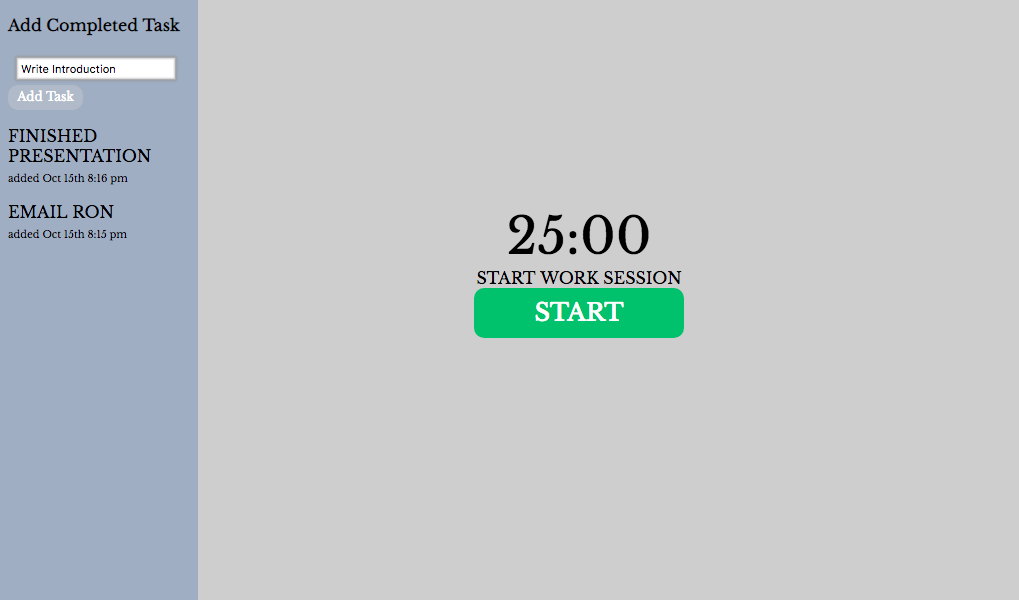 Add Completed Task
Write Introduction
Add Task
FINISHED
PRESENTATION
added Oct 15th 8:16 pm
EMAIL RON
added Oct 15th 8:15 pm
25:00
START WORK SESSION
START